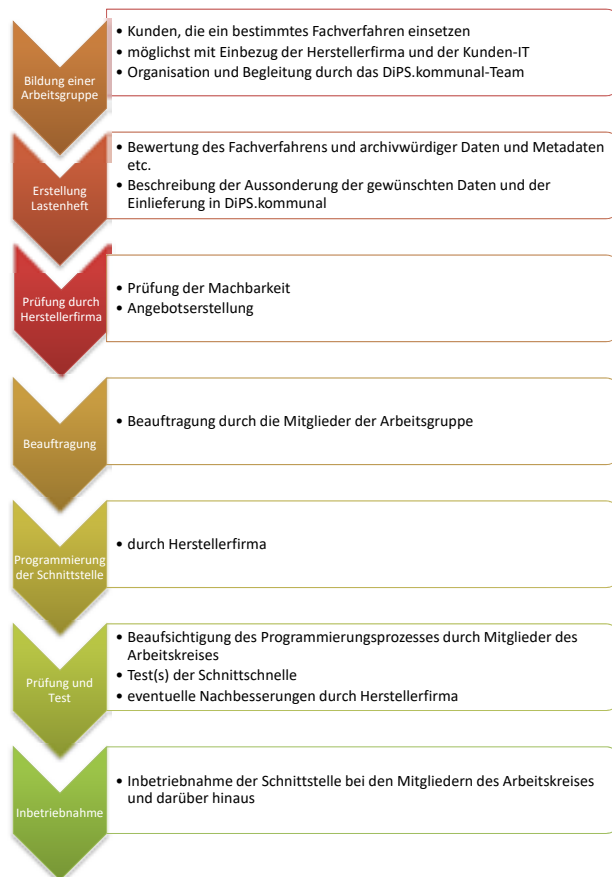 Bildung einer
Arbeitsgruppe
• Kunden, die ein bestimmtes Fachverfahren einsetzen
• möglichst mit Einbezug der Herstellerfirma und der Kunden-IT
• Organisation und Begleitung durch das DiPS.kommunal-Team
Erstellung
Lastenheft
• Bewertung des Fachverfahrens und archivwürdiger Daten und Metadaten
etc.
• Beschreibung der Aussonderung der gewünschten Daten und der
Einlieferung in DiPS.kommunal
Prüfung durch
Herstellerfirma
• Prüfung der Machbarkeit
• Angebotserstellung
Beauftragung
• Beauftragung durch die Mitglieder der Arbeitsgruppe
Programmierung
der Schnittstelle
• durch Herstellerfirma
Prüfung und
Test
• Beaufsichtigung des Programmierungsprozesses durch Mitglieder des
Arbeitskreises
• Test(s) der Schnittschnelle
• eventuelle Nachbesserungen durch Herstellerfirma
Inbetriebnahme
• Inbetriebnahme der Schnittstelle bei den Mitgliedern des Arbeitskreises
und darüber hinaus